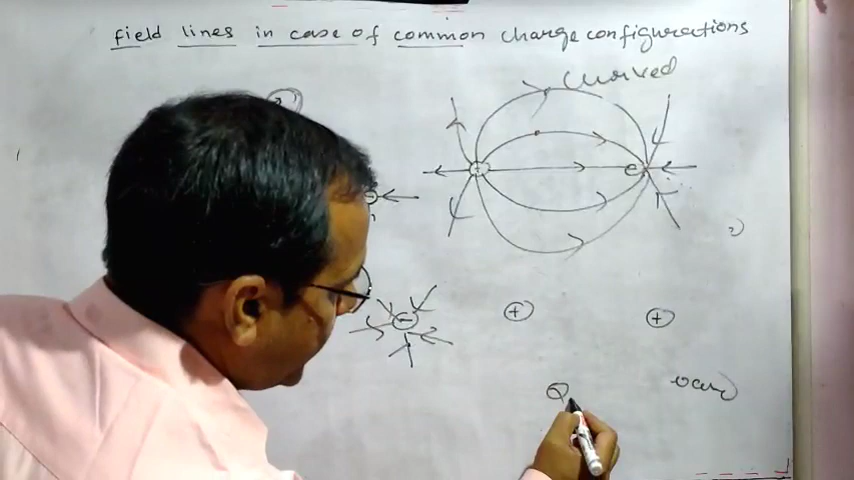 field lines in case of common charge configurations
curved
+
-
-
+
+
Q